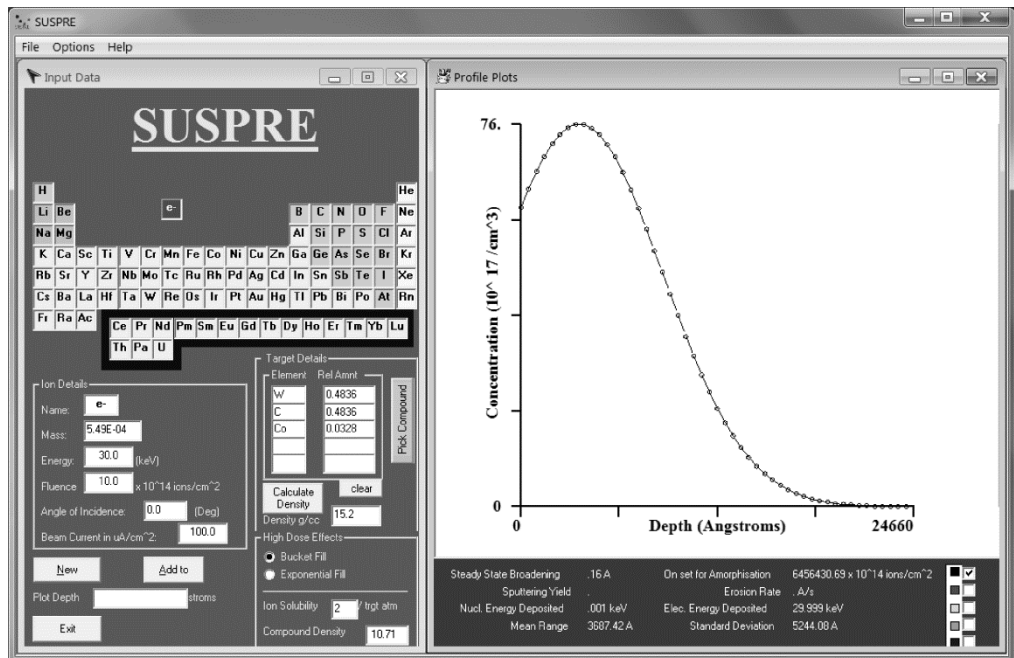 SUSPRE
File Options Help
Input Data
SUSPRE
H He
Li Be e- B C N O F Ne
Na Mg Al Si P S Cl Ar
K Ca Sc Ti V Cr Mn Fe Co Ni Cu Zn Ga Ge As Se Br Kr
Rb Sr Y Zr Nb Mo Tc Ru Rh Pd Ag Cd In Sn Sb Te I Xe
Cs Ba La Hf Ta W Re Os Ir Pt Au Hg Tl Pb Bi Po At Rn
Fr Ra Ac
Ce Pr Nd Pm Sm Eu Gd Tb Dy Ho Er Tm Yb Lu
Th Pa U
Ion Details
Name: e-
Mass: 5.49E-04
Energy: 30.0 (keV)
Fluence 10.0 x 10^14 ions/cm^2
Angle of Incidence: 0.0 (Deg)
Beam Current in uA/cm^2: 100.0
New Add to
Plot Depth stroms
Exit
Target Details
Element Rel Amnt
W 0.4836
C 0.4836
Co 0.0328
Pick Compound
Calculate Density clear
Density g/cc 15.2
High Dose Effects
Bucket Fill
Exponential Fill
Ion Solubility 2 / trgt atm
Compound Density 10.71
Profile Plots
76.
Concentration (10^ 17 /cm^3)
0
0 Depth (Angstroms) 24660
Steady State Broadening .16 A On set for Amorphisation 6456430.69 x 10^14 ions/cm^2
Sputtering Yield . Erosion Rate . A/s
Nucl. Energy Deposited .001 keV Elec. Energy Deposited 29.999 keV
Mean Range 3687.42 A Standard Deviation 5244.08 A